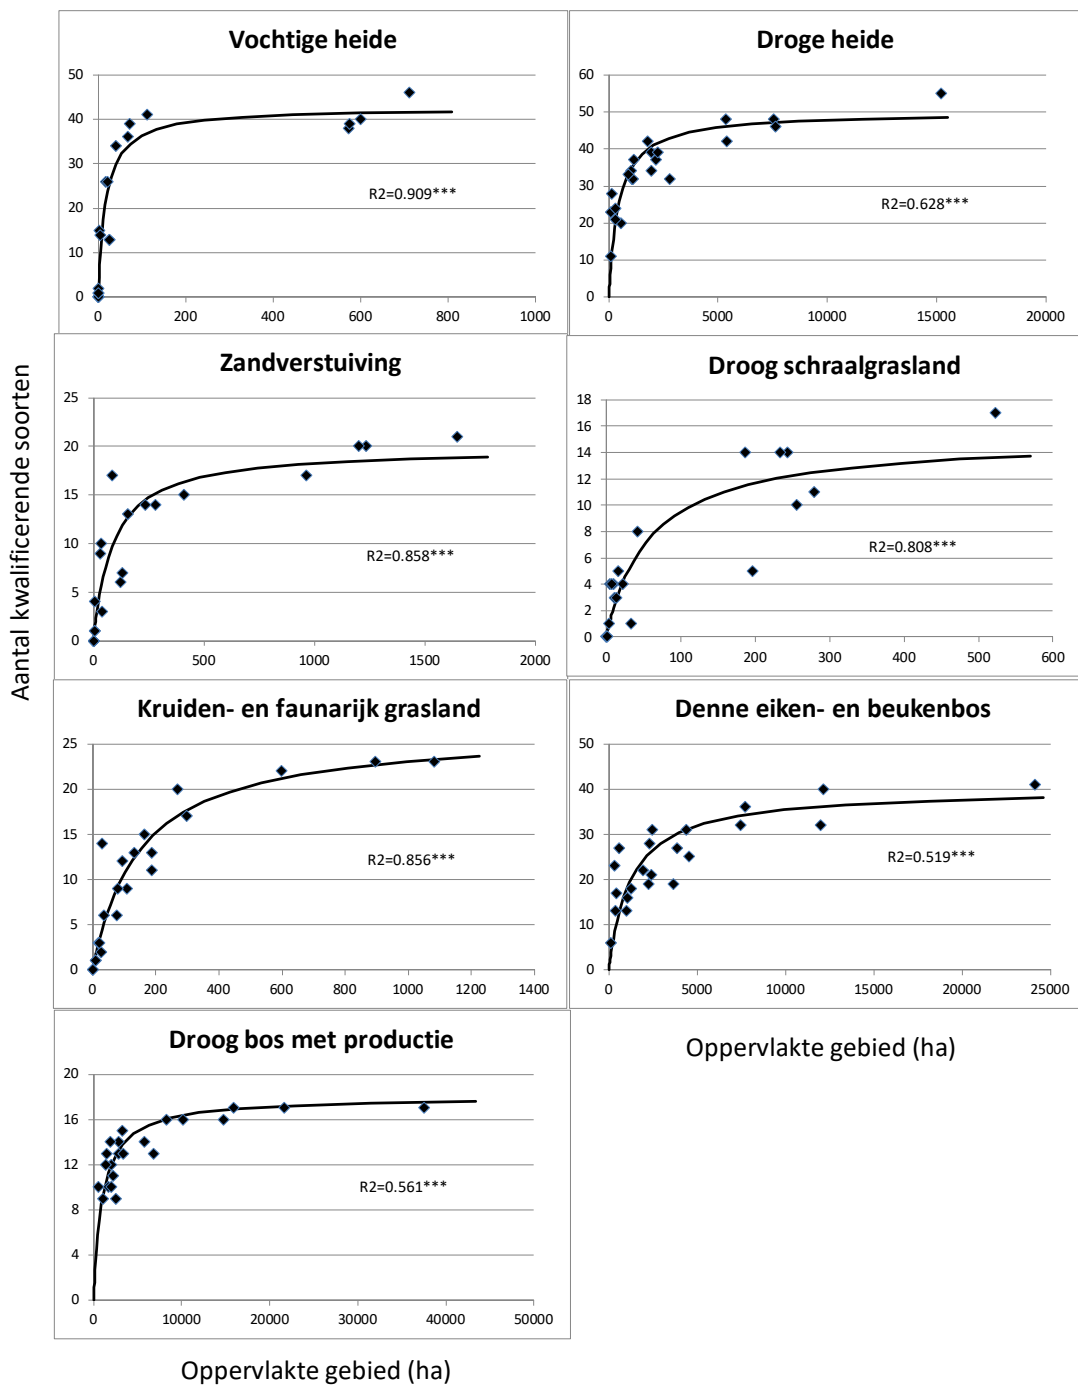 Vochtige heide
50
40
30
20
10
0
R2=0.909***
0 200 400 600 800 1000
Droge heide
60
50
40
30
20
10
0
R2=0.628***
0 5000 10000 15000 20000
Aantal kwalificerende soorten
Zandverstuiving
25
20
15
10
5
0
R2=0.858***
0 500 1000 1500 2000
Droog schraalgrasland
18
16
14
12
10
8
6
4
2
0
R2=0.808***
0 100 200 300 400 500 600
Kruiden- en faunarijk grasland
25
20
15
10
5
0
R2=0.856***
0 200 400 600 800 1000 1200 1400
Denne eiken- en beukenbos
50
40
30
20
10
0
R2=0.519***
0 5000 10000 15000 20000 25000
Oppervlakte gebied (ha)
Droog bos met productie
20
16
12
8
4
0
R2=0.561***
0 10000 20000 30000 40000 50000
Oppervlakte gebied (ha)